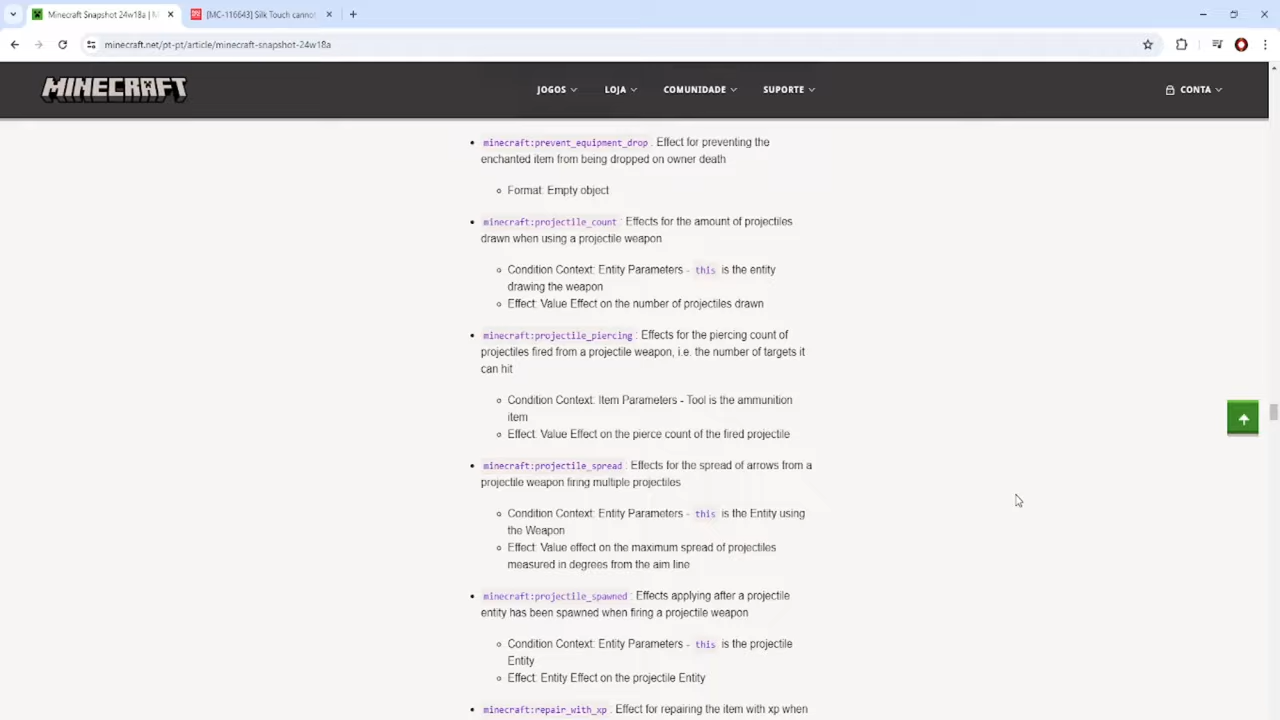 Minecraft Snapshot 24w18a | M
[MC-116643] Silk Touch cannot
minecraft.net/pt-pt/article/minecraft-snapshot-24w18a
MINECRAFT
JOGOS
LOJA
COMUNIDADE
SUPORTE
CONTA
minecraft:prevent_equipment_drop : Effect for preventing the
enchanted item from being dropped on owner death
Format: Empty object
minecraft:projectile_count : Effects for the amount of projectiles
drawn when using a projectile weapon
Condition Context: Entity Parameters - this is the entity
drawing the weapon
Effect: Value Effect on the number of projectiles drawn
minecraft:projectile_piercing : Effects for the piercing count of
projectiles fired from a projectile weapon, i.e. the number of targets it
can hit
Condition Context: Item Parameters - Tool is the ammunition
item
Effect: Value Effect on the pierce count of the fired projectile
minecraft:projectile_spread : Effects for the spread of arrows from a
projectile weapon firing multiple projectiles
Condition Context: Entity Parameters - this is the Entity using
the Weapon
Effect: Value effect on the maximum spread of projectiles
measured in degrees from the aim line
minecraft:projectile_spawned : Effects applying after a projectile
entity has been spawned when firing a projectile weapon
Condition Context: Entity Parameters - this is the projectile
Entity
Effect: Entity Effect on the projectile Entity
minecraft:repair_with_xp : Effect for repairing the item with xp when